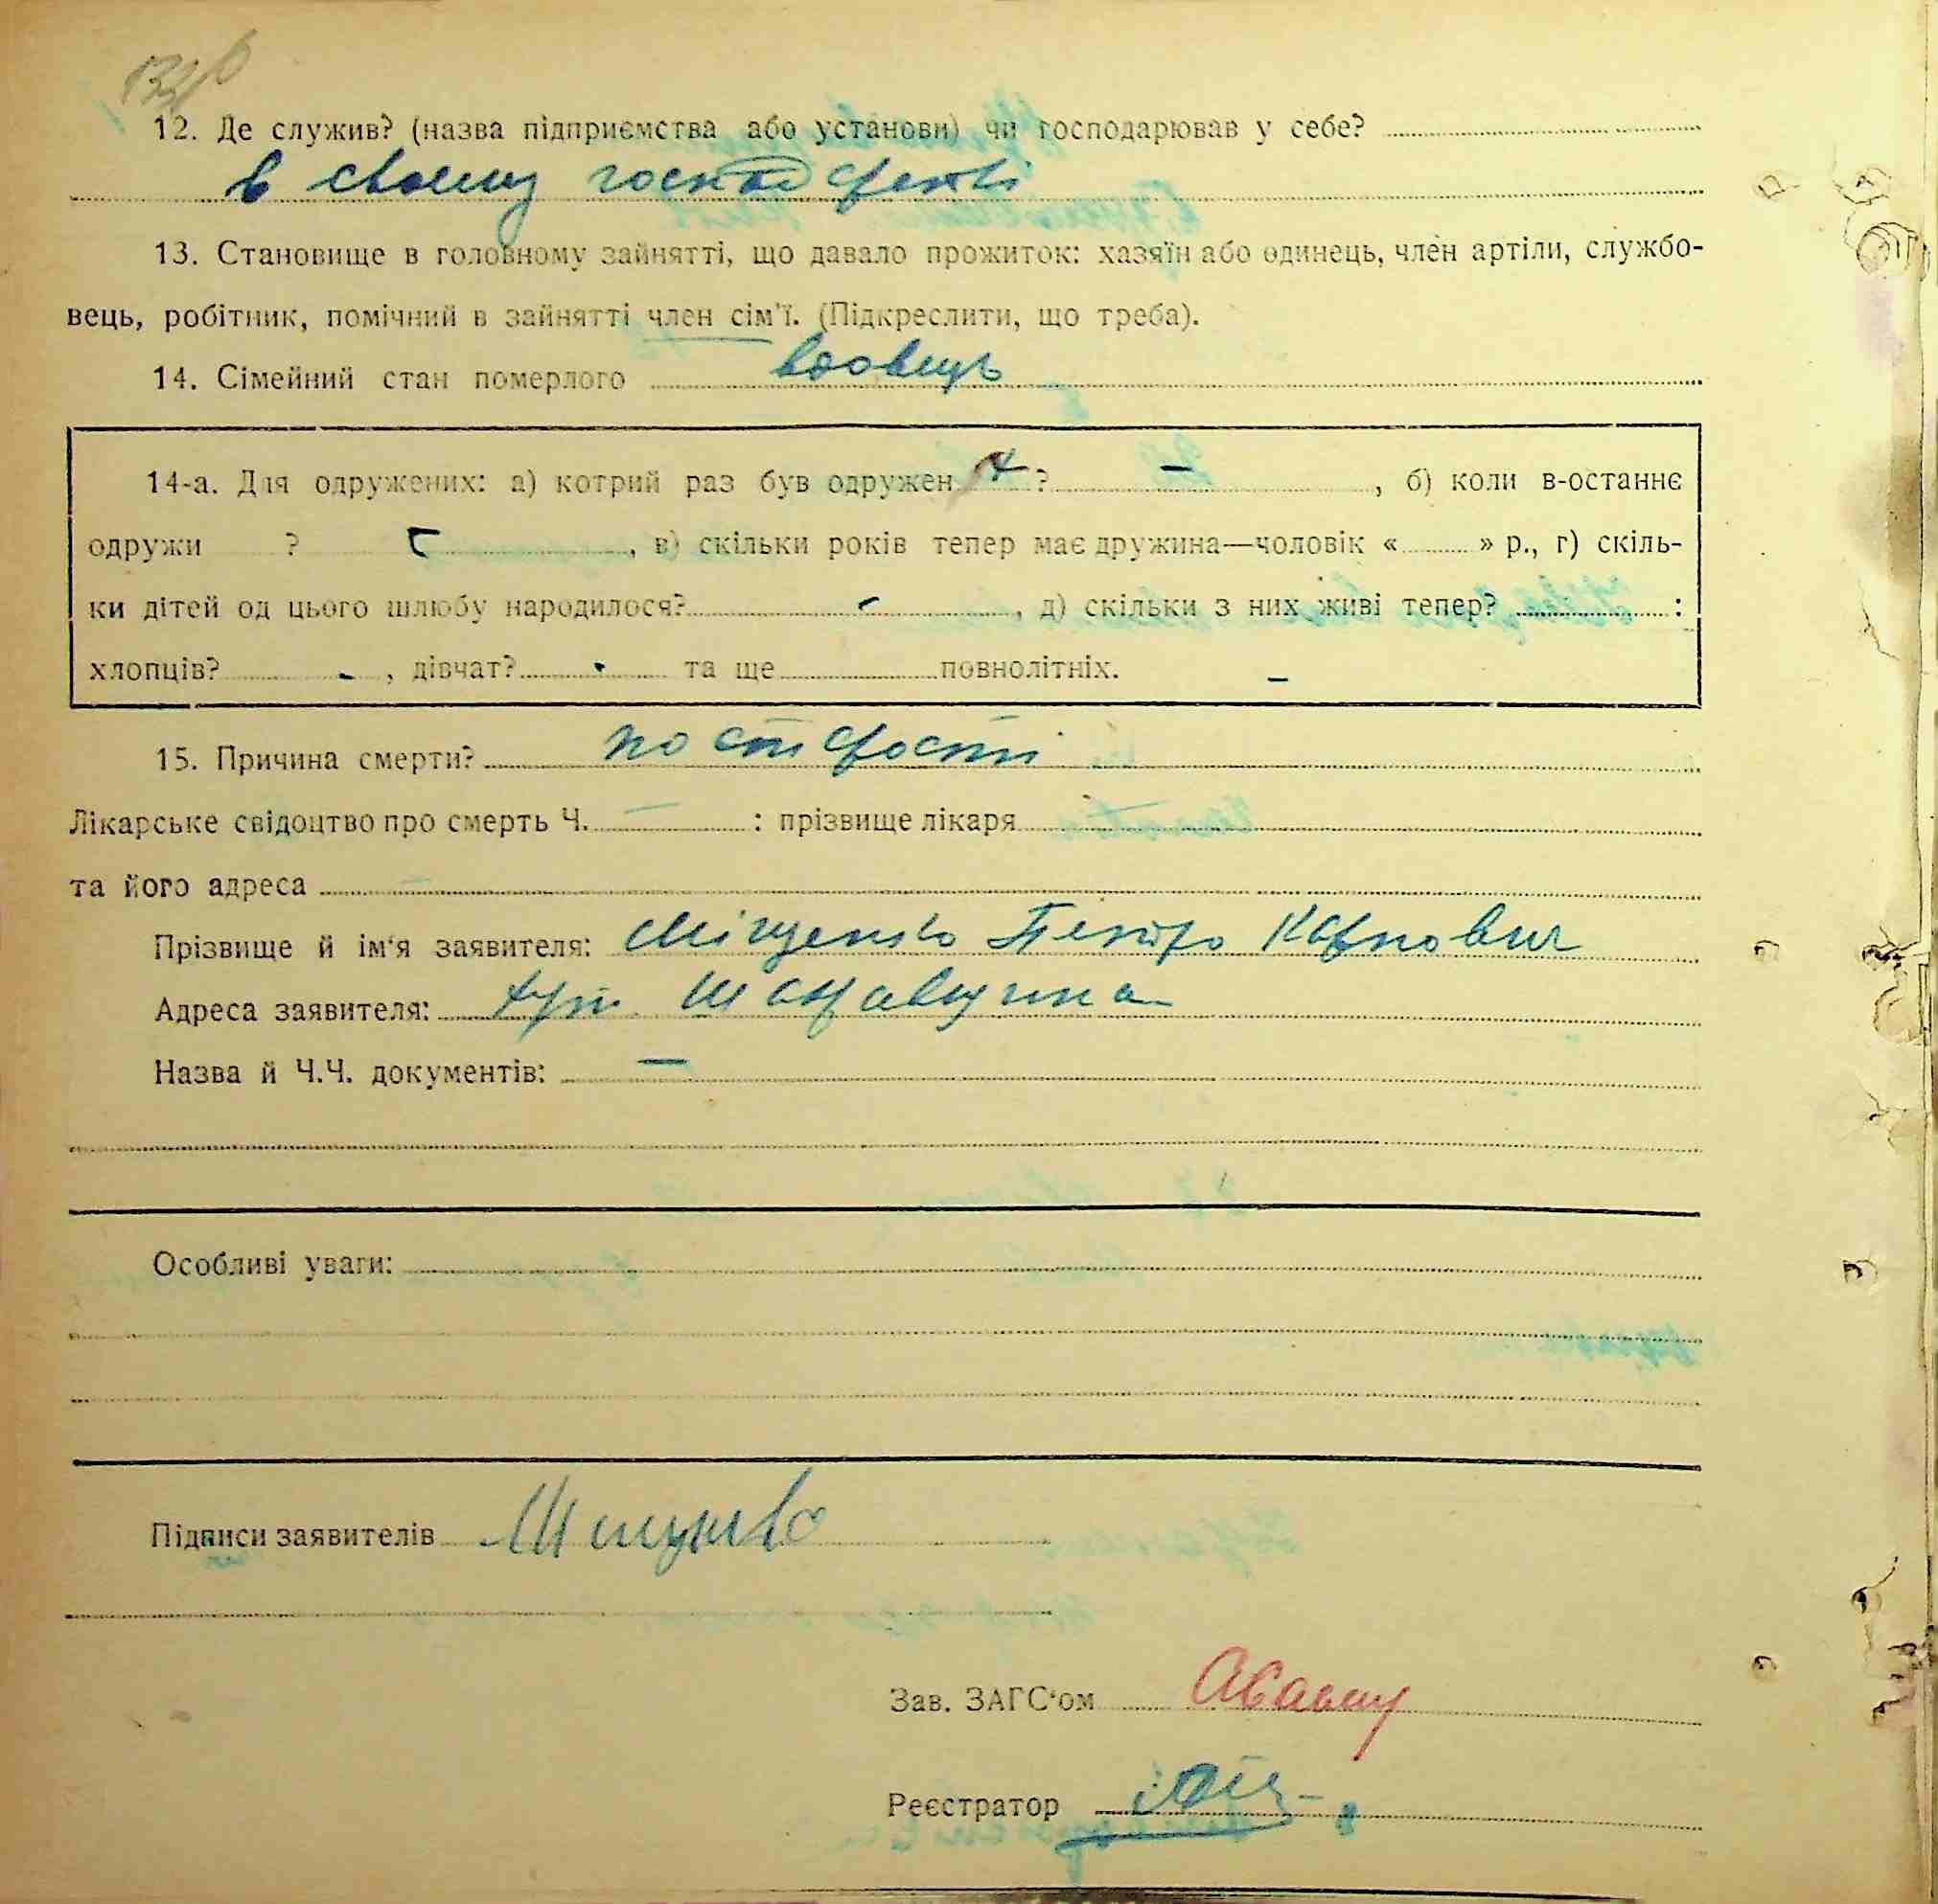 12. Де служив? (назва підприємства або установи) чи господарював у себе?
в своему
13. Становище в головному зайнятті, що давало прожиток: хазяїн або одинець, член артіли, службо-
вець, робітник, помічний в зайнятті член сім'ї. (Підкреслити, що треба).
14. Сімейний стан померлого вдовець
14-а. Для одружених: а) котрий раз був одружен ? —, б) коли в-останнє
одружи ? , в) скільки років тепер має дружина—чоловік « » р., г) скіль-
ки дітей од цього шлюбу народилося? -, д) скільки з них живі тепер? :
хлопців? -, дівчат? - та ще повнолітніх. —
15. Причина смерти? по старости
Лікарське свідоцтво про смерть Ч. — : прізвище лікаря
та його адреса —
Прізвище й ім'я заявителя: Міщенко Петро Карпович
Адреса заявителя: хут.
Назва й Ч.Ч. документів: —
Особливі уваги:
Підписи заявителів Міщенко
Зав. ЗАГС'ом
Реєстратор